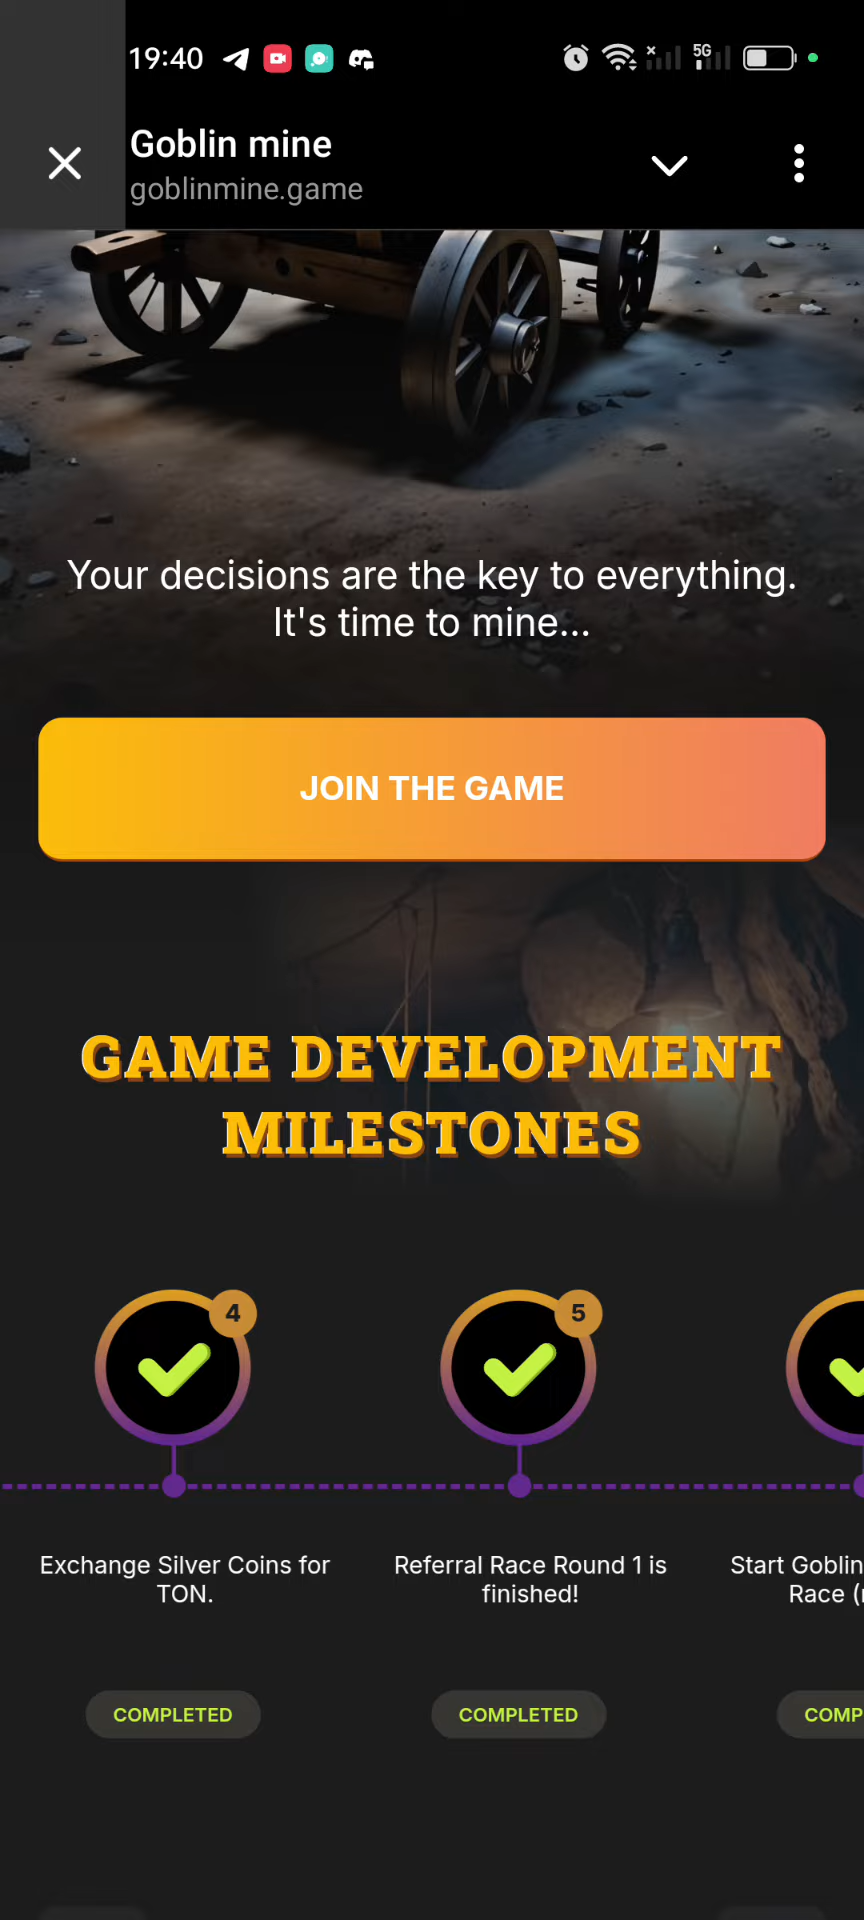 19:40
5G
Goblin mine
goblinmine.game
Your decisions are the key to everything.
It's time to mine...
JOIN THE GAME
GAME DEVELOPMENT
MILESTONES
4
5
Exchange Silver Coins for
TON.
Referral Race Round 1 is
finished!
Start Goblin
Race (
COMPLETED
COMPLETED
COMP